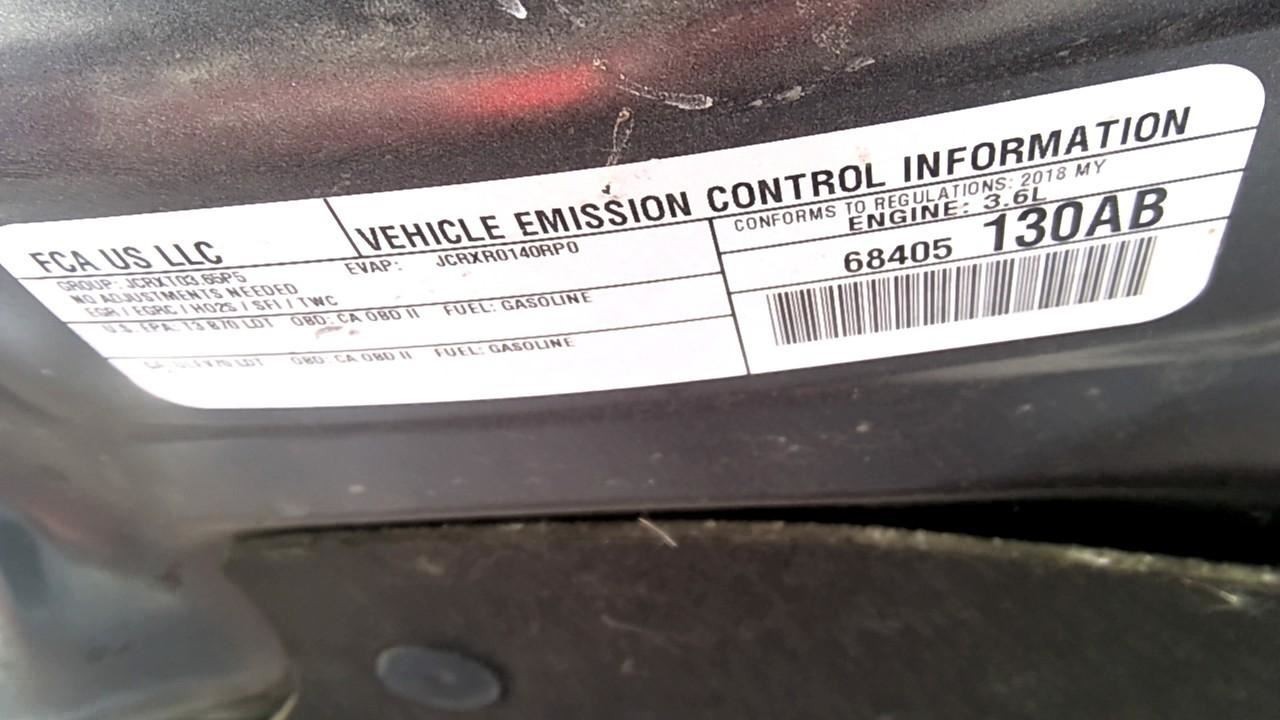 FCA US LLC
VEHICLE EMISSION CONTROL INFORMATION
GROUP: JCRXT03.65P5
EVAP: JCRXR0140RP0
NO ADJUSTMENTS NEEDED
EGR / EGRC / HO2S / SFI / TWC
U.S. EPA: T3 B70 LDT OBD: CA OBD II FUEL: GASOLINE
CA: LDT OBD: CA OBD II FUEL: GASOLINE
CONFORMS TO REGULATIONS: 2018 MY
ENGINE: 3.6L
68405 130AB